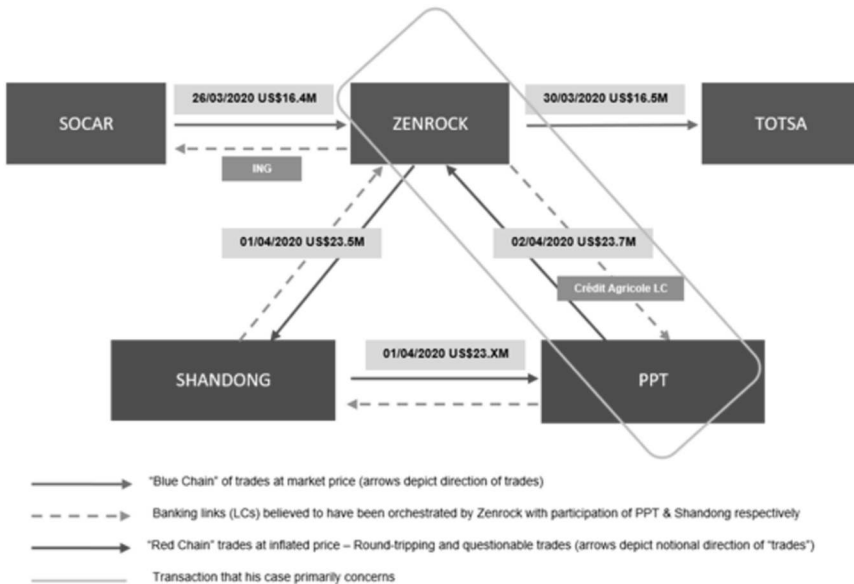 26/03/2020 US$16.4M
30/03/2020 US$16.5M
SOCAR
ZENROCK
TOTSA
ING
01/04/2020 US$23.5M
02/04/2020 US$23.7M
Crédit Agricole LC
01/04/2020 US$23.XM
SHANDONG
PPT
"Blue Chain" of trades at market price (arrows depict direction of trades)
Banking links (LCs) believed to have been orchestrated by Zenrock with participation of PPT & Shandong respectively
"Red Chain" trades at inflated price – Round-tripping and questionable trades (arrows depict notional direction of "trades")
Transaction that his case primarily concerns